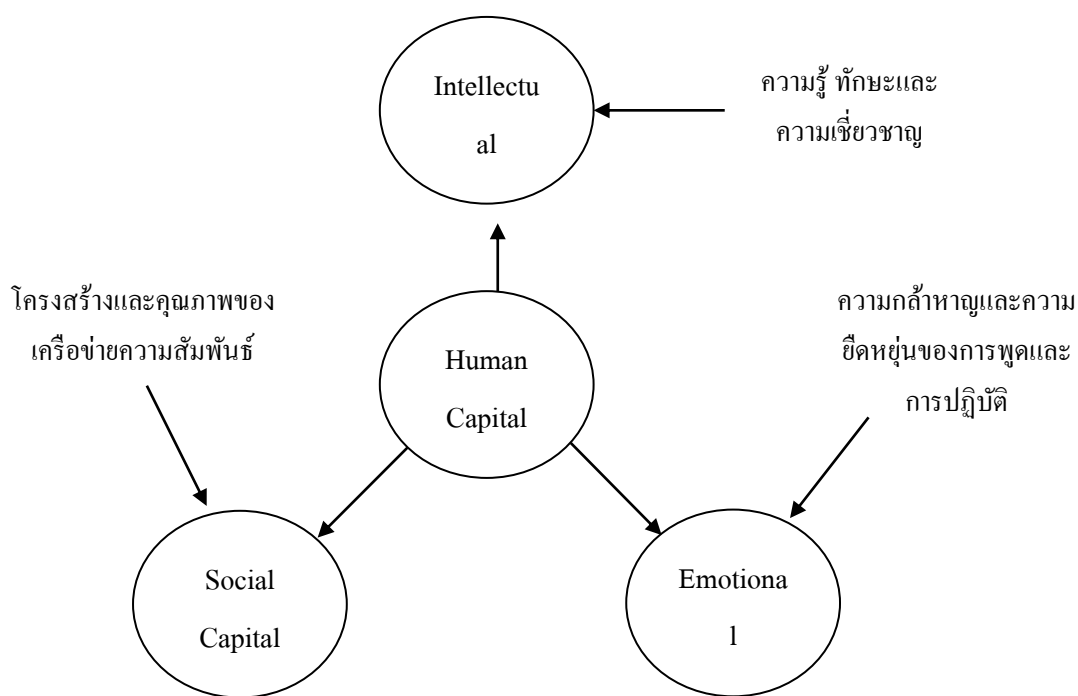 Intellectu
al
ความรู้ ทักษะและ
ความเชี่ยวชาญ
โครงสร้างและคุณภาพของ
เครือข่ายความสัมพันธ์
Human
Capital
ความกล้าหาญและความ
ยืดหยุ่นของการพูดและ
การปฏิบัติ
Social
Capital
Emotiona
l